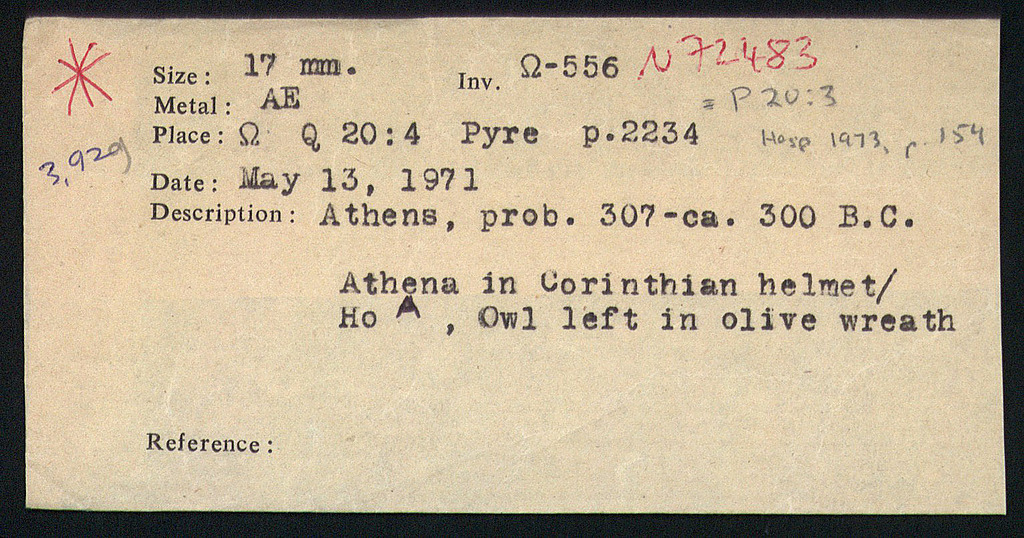 Size: 17 mm. Inv. Ω-556 N 72483
Metal: AE = P 20:3
Place: Ω Q 20:4 Pyre p.2234 Hesp 1973, p. 154
3,92g
Date: May 13, 1971
Description: Athens, prob. 307-ca. 300 B.C.
Athena in Corinthian helmet/
Ho A , Owl left in olive wreath
Reference: